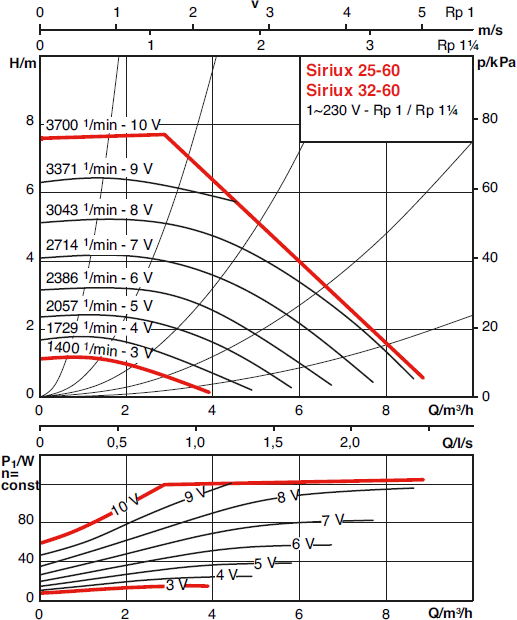 v
0 1 2 3 4 5 Rp 1
m/s
0 1 2 3 Rp 1¼
H/m p/kPa
Siriux 25-60
Siriux 32-60
1~230 V - Rp 1 / Rp 1¼
8 3700 1/min - 10 V 80
3371 1/min - 9 V
6 60
3043 1/min - 8 V
2714 1/min - 7 V
4 40
2386 1/min - 6 V
2057 1/min - 5 V
2 1729 1/min - 4 V 20
1400 1/min - 3 V
0 0
0 2 4 6 8 Q/m³/h
0 0,5 1,0 1,5 2,0 Q/l/s
P1/W
n=
const
10 V 9 V 8 V
80 7 V
6 V
40 5 V
4 V
3 V
0
0 2 4 6 8 Q/m³/h